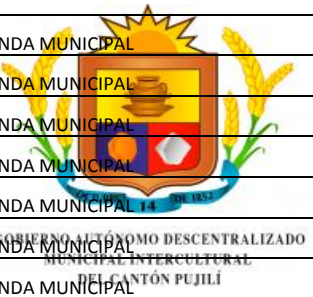 NDA MUNICIPAL
NDA MUNICIPAL
NDA MUNICIPAL
NDA MUNICIPAL
14 DE 1852
NDA MUNICIPAL
GOBIERNO AUTÓNOMO DESCENTRALIZADO
NDA MUNICIPAL
MUNICIPAL INTERCULTURAL
DEL CANTÓN PUJILÍ
NDA MUNICIPAL